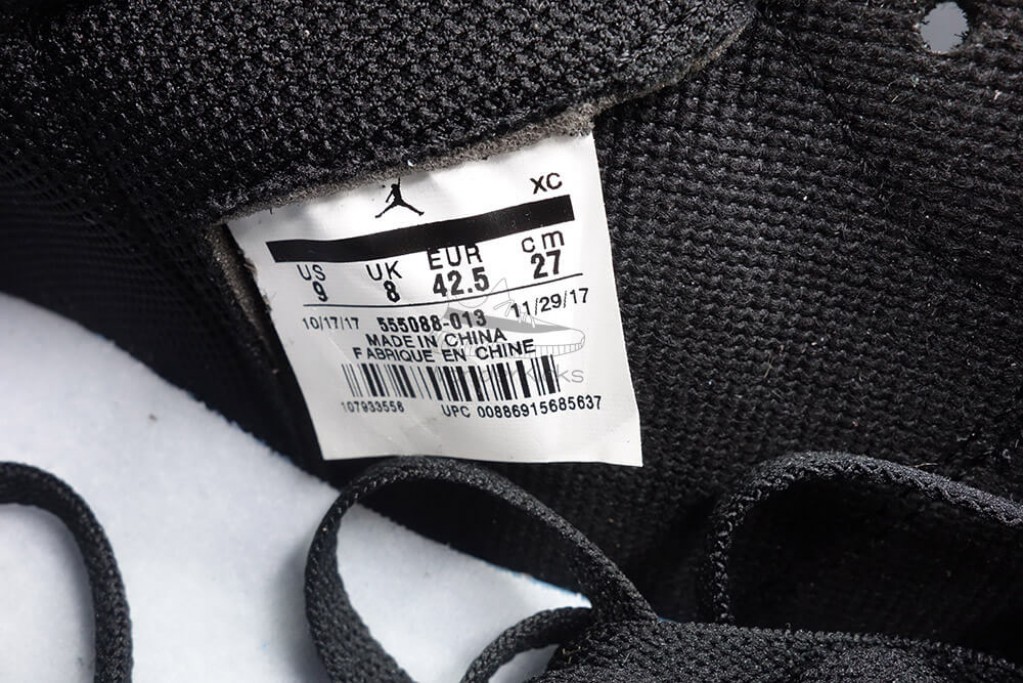 XC
US UK EUR cm
9 8 42.5 27
10/17/17 555088-013 11/29/17
MADE IN CHINA
FABRIQUE EN CHINE
107933556 UPC 00886915685637